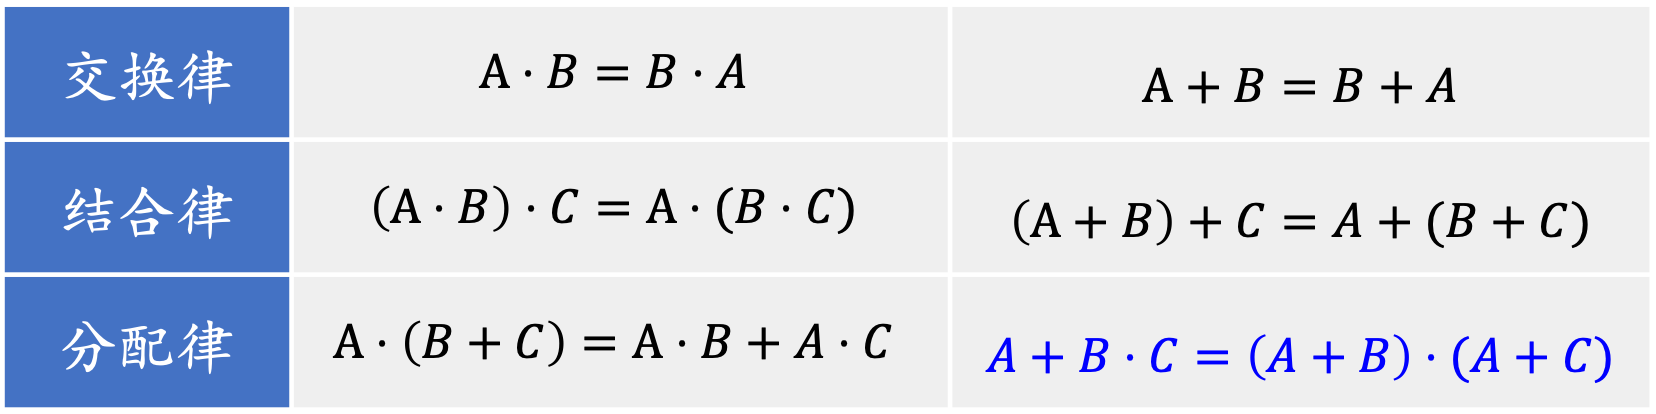 交换律
A · B = B · A
A + B = B + A
结合律
(A · B) · C = A · (B · C)
(A + B) + C = A + (B + C)
分配律
A · (B + C) = A · B + A · C
A + B · C = (A + B) · (A + C)